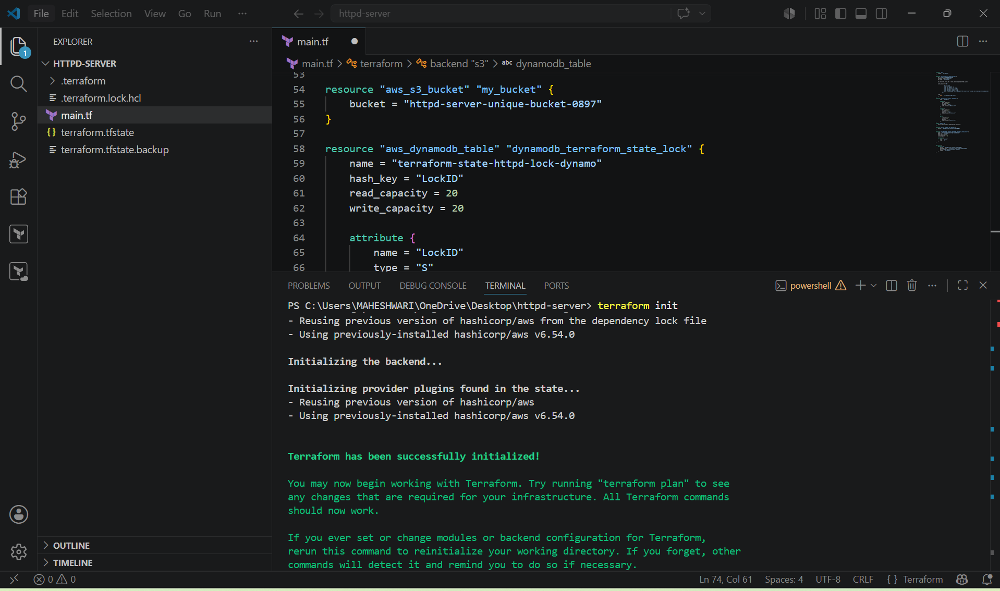 File Edit Selection View Go Run ...
httpd-server
EXPLORER
1
HTTPD-SERVER
.terraform
.terraform.lock.hcl
main.tf
terraform.tfstate
terraform.tfstate.backup
OUTLINE
TIMELINE
main.tf
main.tf > terraform > backend "s3" > abc dynamodb_table
53
54 resource "aws_s3_bucket" "my_bucket" {
55 bucket = "httpd-server-unique-bucket-0897"
56 }
57
58 resource "aws_dynamodb_table" "dynamodb_terraform_state_lock" {
59 name = "terraform-state-httpd-lock-dynamo"
60 hash_key = "LockID"
61 read_capacity = 20
62 write_capacity = 20
63
64 attribute {
65 name = "LockID"
66 type = "S"
PROBLEMS OUTPUT DEBUG CONSOLE TERMINAL PORTS
powershell
PS C:\Users\MAHESHWARI\OneDrive\Desktop\httpd-server> terraform init
- Reusing previous version of hashicorp/aws from the dependency lock file
- Using previously-installed hashicorp/aws v6.54.0
Initializing the backend...
Initializing provider plugins found in the state...
- Reusing previous version of hashicorp/aws
- Using previously-installed hashicorp/aws v6.54.0
Terraform has been successfully initialized!
You may now begin working with Terraform. Try running "terraform plan" to see
any changes that are required for your infrastructure. All Terraform commands
should now work.
If you ever set or change modules or backend configuration for Terraform,
rerun this command to reinitialize your working directory. If you forget, other
commands will detect it and remind you to do so if necessary.
0 0
Ln 74, Col 61 Spaces: 4 UTF-8 CRLF { } Terraform